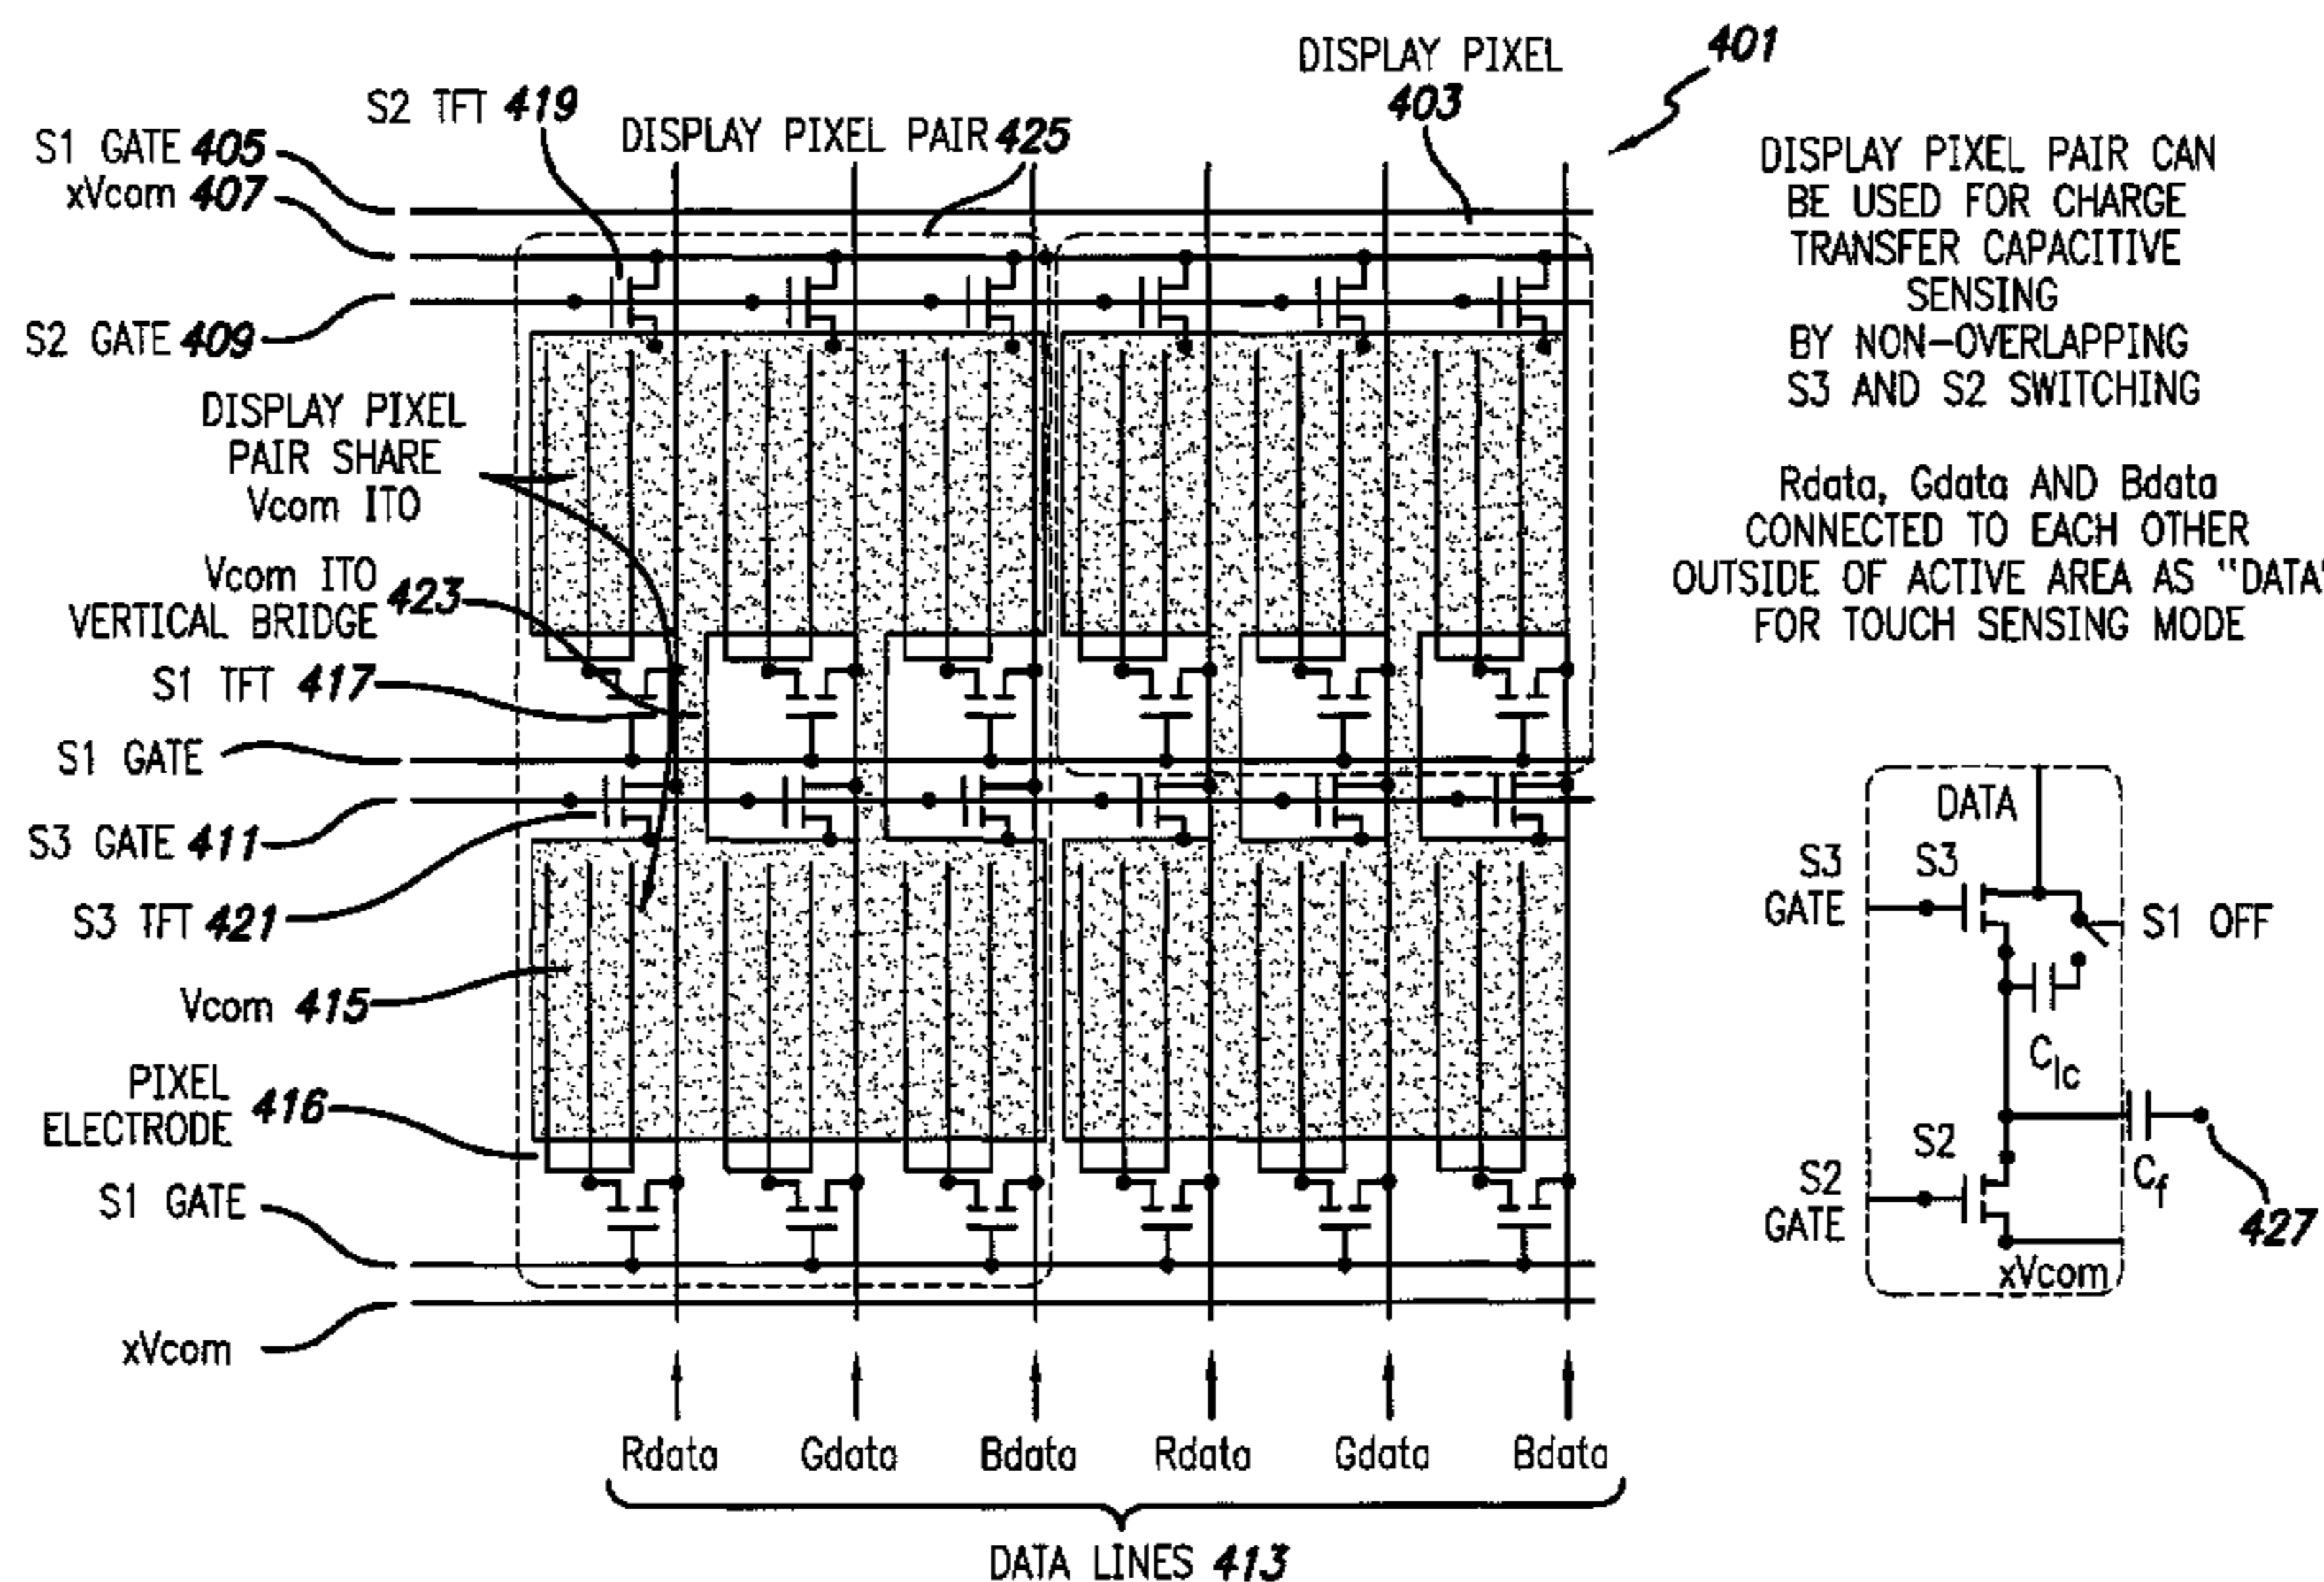 DISPLAY PIXEL
403
401
S2 TFT 419
DISPLAY PIXEL PAIR 425
S1 GATE 405
xVcom 407
S2 GATE 409
DISPLAY PIXEL
PAIR SHARE
Vcom ITO
Vcom ITO
VERTICAL BRIDGE 423
S1 TFT 417
S1 GATE
S3 GATE 411
S3 TFT 421
Vcom 415
PIXEL
ELECTRODE 416
S1 GATE
xVcom
Rdata Gdata Bdata Rdata Gdata Bdata
DATA LINES 413
DISPLAY PIXEL PAIR CAN
BE USED FOR CHARGE
TRANSFER CAPACITIVE
SENSING
BY NON-OVERLAPPING
S3 AND S2 SWITCHING
Rdata, Gdata AND Bdata
CONNECTED TO EACH OTHER
OUTSIDE OF ACTIVE AREA AS "DATA"
FOR TOUCH SENSING MODE
DATA
S3
GATE
S3
S1 OFF
Clc
S2
GATE
S2
Cf
427
xVcom